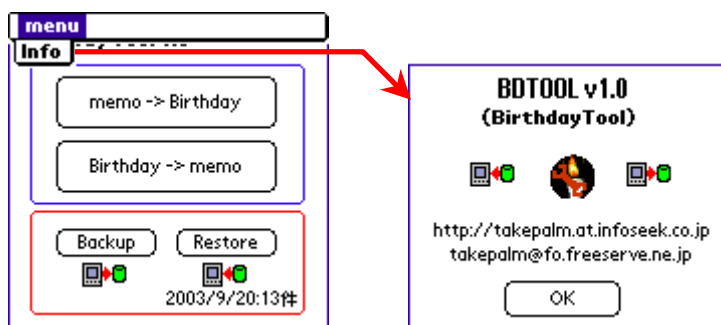 menu
Info
memo -> Birthday
Birthday -> memo
Backup
Restore
2003/9/20:13件
BDTOOL v1.0
(BirthdayTool)
http://takepalm.at.infoseek.co.jp
takepalm@fo.freeserve.ne.jp
OK